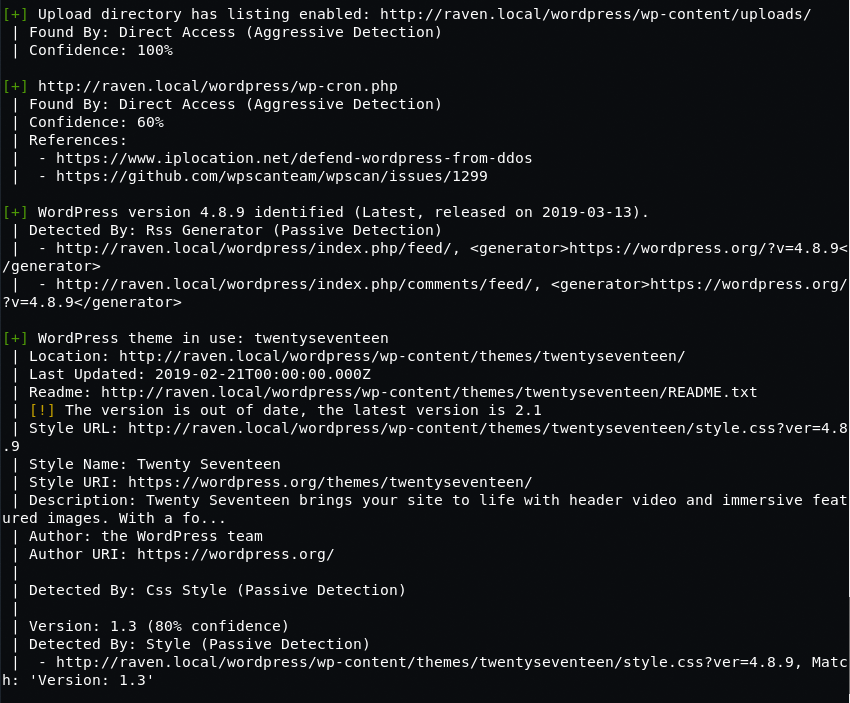 [+] Upload directory has listing enabled: http://raven.local/wordpress/wp-content/uploads/
 | Found By: Direct Access (Aggressive Detection)
 | Confidence: 100%

[+] http://raven.local/wordpress/wp-cron.php
 | Found By: Direct Access (Aggressive Detection)
 | Confidence: 60%
 | References:
 |  - https://www.iplocation.net/defend-wordpress-from-ddos
 |  - https://github.com/wpscanteam/wpscan/issues/1299

[+] WordPress version 4.8.9 identified (Latest, released on 2019-03-13).
 | Detected By: Rss Generator (Passive Detection)
 |  - http://raven.local/wordpress/index.php/feed/, <generator>https://wordpress.org/?v=4.8.9<
/generator>
 |  - http://raven.local/wordpress/index.php/comments/feed/, <generator>https://wordpress.org/
?v=4.8.9</generator>

[+] WordPress theme in use: twentyseventeen
 | Location: http://raven.local/wordpress/wp-content/themes/twentyseventeen/
 | Last Updated: 2019-02-21T00:00:00.000Z
 | Readme: http://raven.local/wordpress/wp-content/themes/twentyseventeen/README.txt
 | [!] The version is out of date, the latest version is 2.1
 | Style URL: http://raven.local/wordpress/wp-content/themes/twentyseventeen/style.css?ver=4.8
.9
 | Style Name: Twenty Seventeen
 | Style URI: https://wordpress.org/themes/twentyseventeen/
 | Description: Twenty Seventeen brings your site to life with header video and immersive feat
ured images. With a fo...
 | Author: the WordPress team
 | Author URI: https://wordpress.org/
 |
 | Detected By: Css Style (Passive Detection)
 |
 | Version: 1.3 (80% confidence)
 | Detected By: Style (Passive Detection)
 |  - http://raven.local/wordpress/wp-content/themes/twentyseventeen/style.css?ver=4.8.9, Matc
h: 'Version: 1.3'